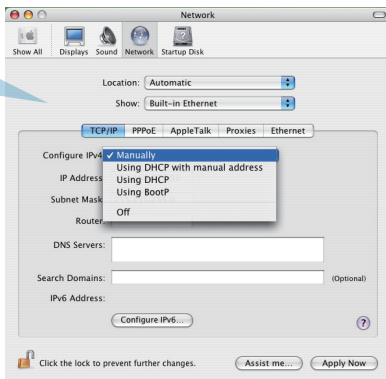 Network
Show All Displays Sound Network Startup Disk
Location: Automatic
Show: Built-in Ethernet
TCP/IP PPPoE AppleTalk Proxies Ethernet
Configure IPv4 ✓ Manually
Using DHCP with manual address
IP Address Using DHCP
Using BootP
Subnet Mask
Off
Router:
DNS Servers:
Search Domains: (Optional)
IPv6 Address:
Configure IPv6... ?
Click the lock to prevent further changes. Assist me... Apply Now